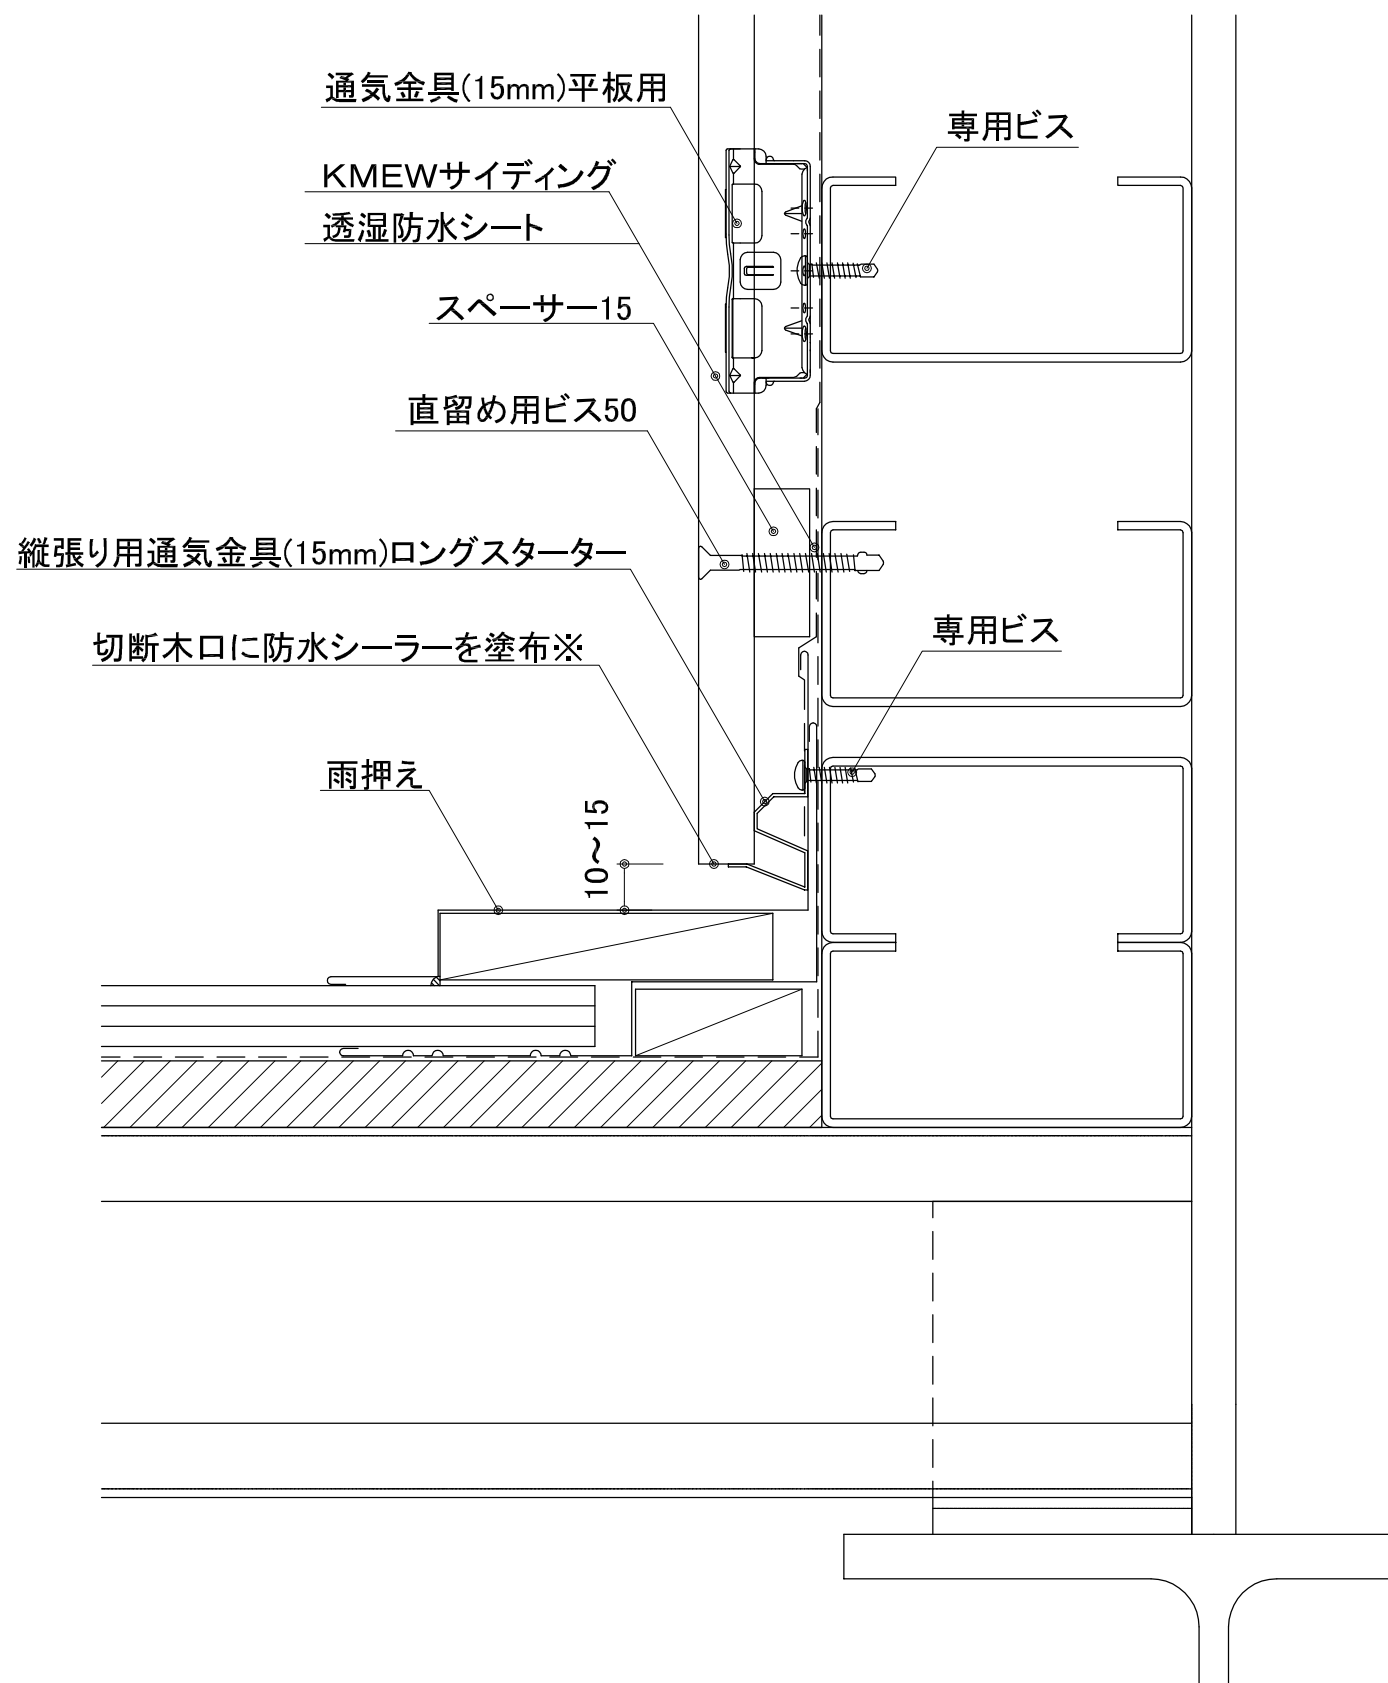 通気金具(15mm)平板用
専用ビス
KMEWサイディング
透湿防水シート
スペーサー15
直留め用ビス50
縦張り用通気金具(15mm)ロングスターター
専用ビス
切断木口に防水シーラーを塗布※
雨押え
10～15